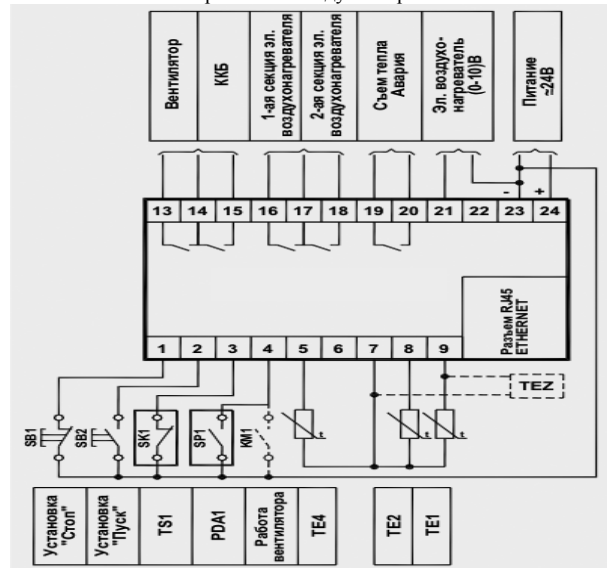 Вентилятор
ККБ
1-ая секция эл.
воздухонагревателя
2-ая секция эл.
воздухонагревателя
Съем тепла
Авария
Эл. воздухо-
нагреватель
(0-10)В
Питание
≃24В
- +
13 14 15 16 17 18 19 20 21 22 23 24
Разъем RJ45
ETHERNET
1 2 3 4 5 6 7 8 9
TEZ
SB1
SB2
SK1
SP1
KM1
t
t
t
Установка
"Стоп"
Установка
"Пуск"
TS1
PDA1
Работа
вентилятора
TE4
TE2
TE1